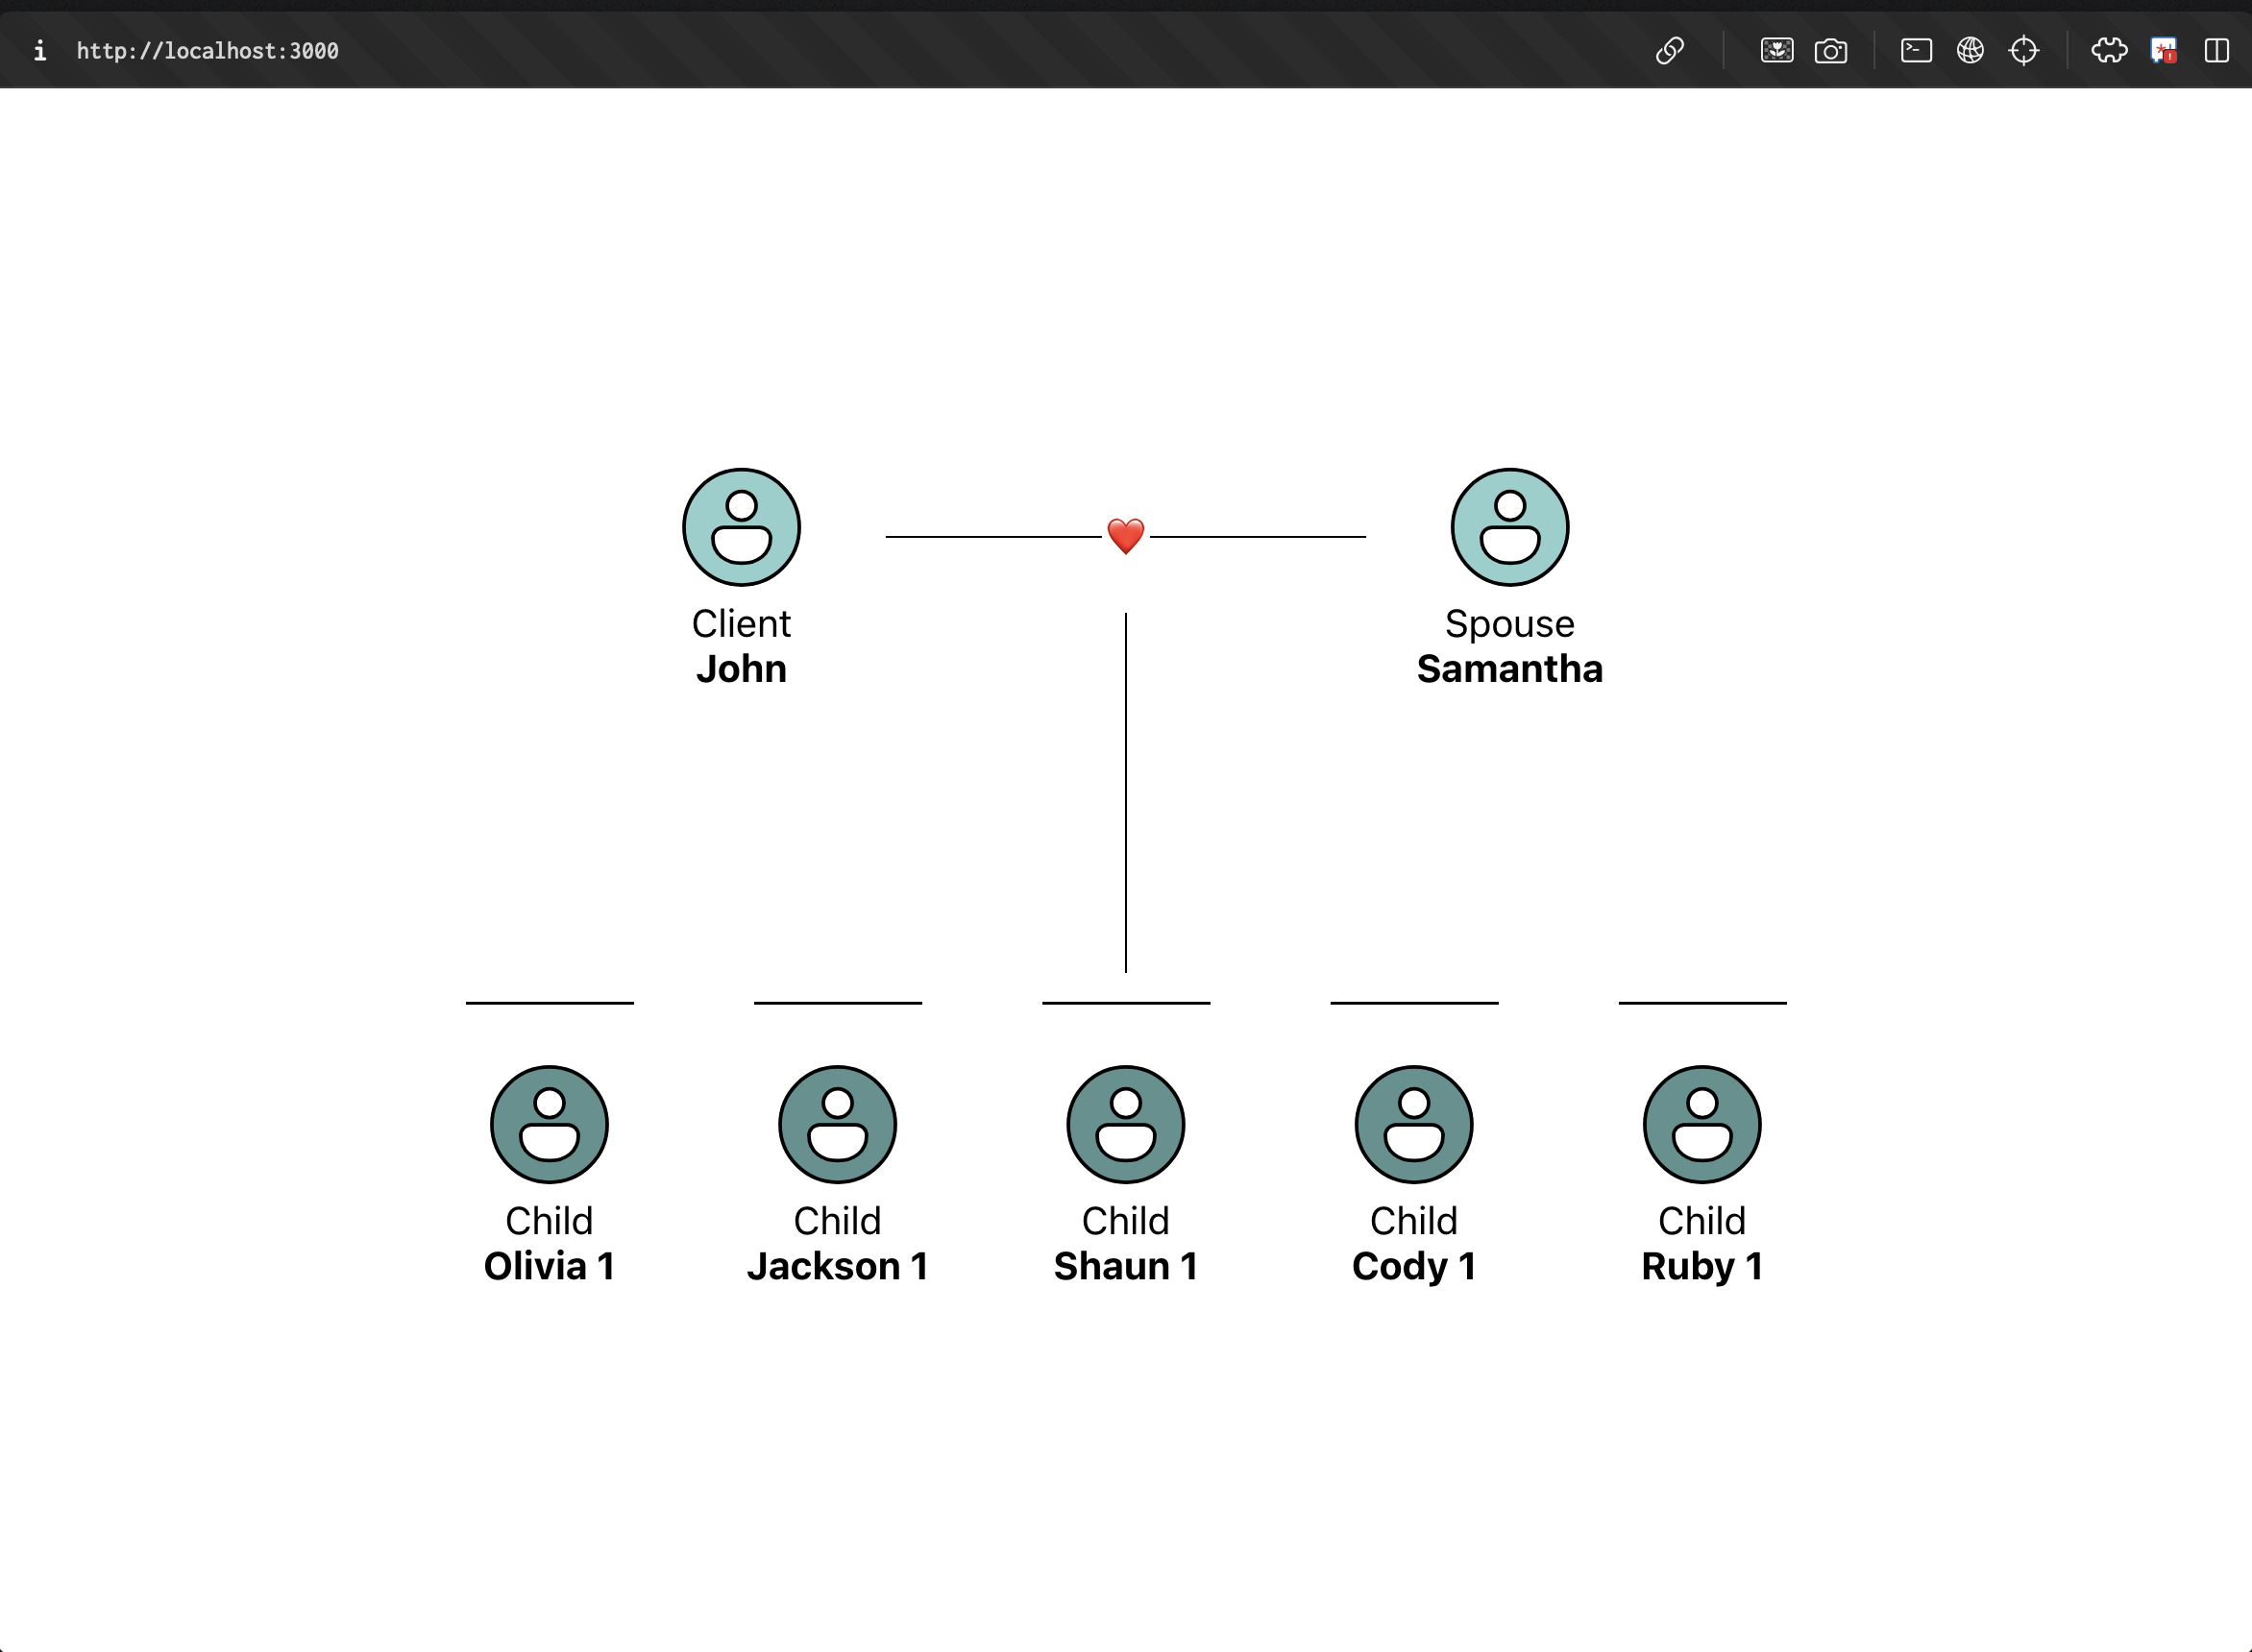 http://localhost:3000
Client
John
Spouse
Samantha
Child
Olivia 1
Child
Jackson 1
Child
Shaun 1
Child
Cody 1
Child
Ruby 1